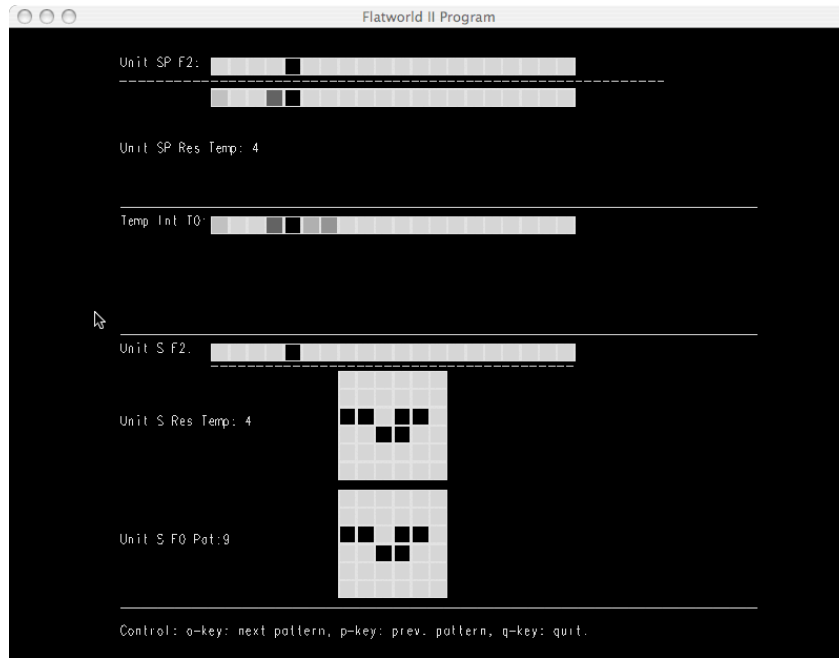 Flatworld II Program
Unit SP F2:
Unit SP Res Temp: 4
Temp Int T0:
Unit S F2:
Unit S Res Temp: 4
Unit S F0 Pat:9
Control: o-key: next pattern, p-key: prev. pattern, q-key: quit.